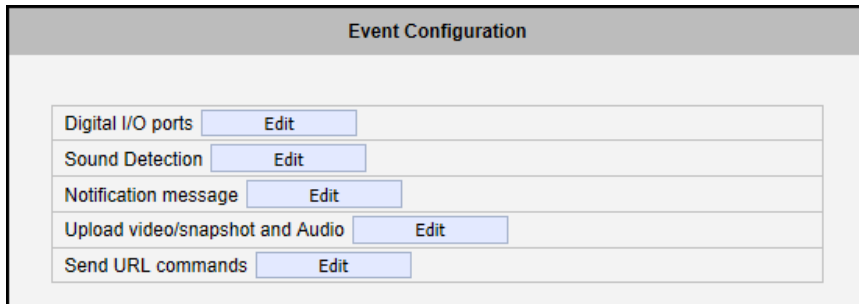 Event Configuration
Digital I/O ports Edit
Sound Detection Edit
Notification message Edit
Upload video/snapshot and Audio Edit
Send URL commands Edit